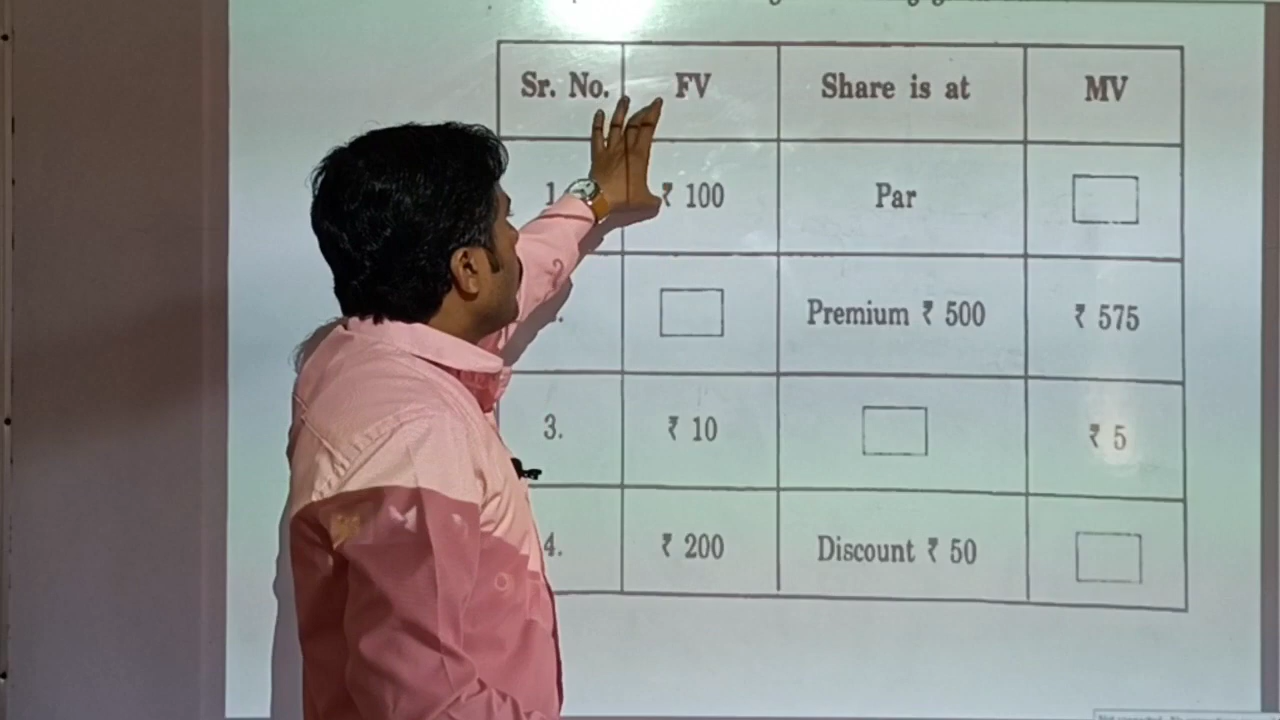 Sr. No. FV Share is at MV
1 ₹ 100 Par
Premium ₹ 500 ₹ 575
3. ₹ 10 ₹ 5
4. ₹ 200 Discount ₹ 50